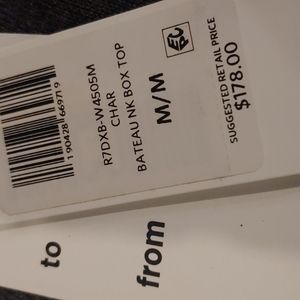 1 90428 66971 9
R7DXB-W4505M
CHAR
BATEAU NK BOX TOP
M/M
SUGGESTED RETAIL PRICE
$178.00
to
from